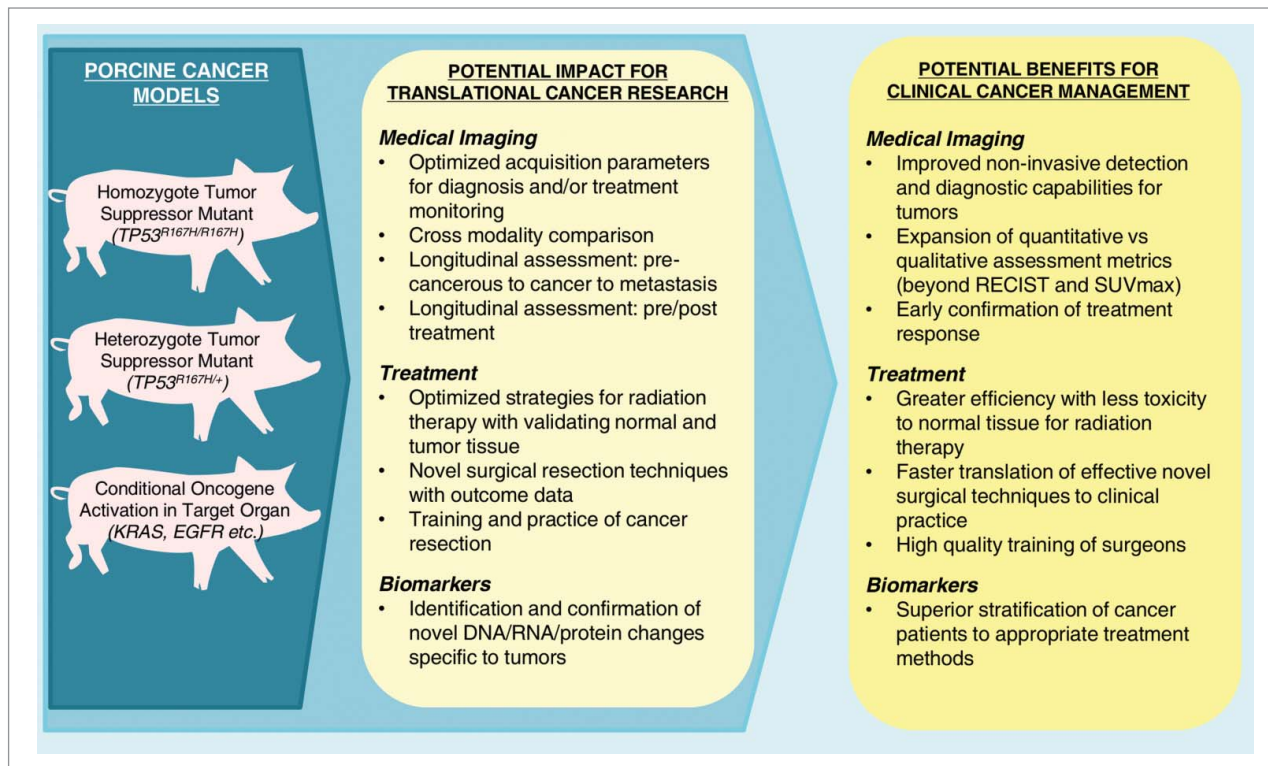 PORCINE CANCER
MODELS
Homozygote Tumor
Suppressor Mutant
(TP53R167H/R167H)
Heterozygote Tumor
Suppressor Mutant
(TP53R167H/+)
Conditional Oncogene
Activation in Target Organ
(KRAS, EGFR etc.)
POTENTIAL IMPACT FOR
TRANSLATIONAL CANCER RESEARCH
Medical Imaging
• Optimized acquisition parameters
for diagnosis and/or treatment
monitoring
• Cross modality comparison
• Longitudinal assessment: pre-
cancerous to cancer to metastasis
• Longitudinal assessment: pre/post
treatment
Treatment
• Optimized strategies for radiation
therapy with validating normal and
tumor tissue
• Novel surgical resection techniques
with outcome data
• Training and practice of cancer
resection
Biomarkers
• Identification and confirmation of
novel DNA/RNA/protein changes
specific to tumors
POTENTIAL BENEFITS FOR
CLINICAL CANCER MANAGEMENT
Medical Imaging
• Improved non-invasive detection
and diagnostic capabilities for
tumors
• Expansion of quantitative vs
qualitative assessment metrics
(beyond RECIST and SUVmax)
• Early confirmation of treatment
response
Treatment
• Greater efficiency with less toxicity
to normal tissue for radiation
therapy
• Faster translation of effective novel
surgical techniques to clinical
practice
• High quality training of surgeons
Biomarkers
• Superior stratification of cancer
patients to appropriate treatment
methods